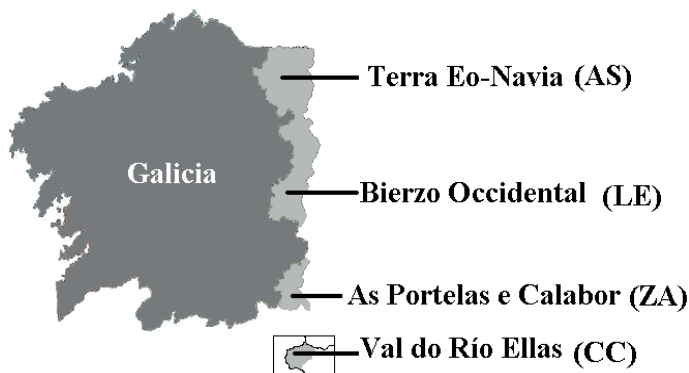 Terra Eo-Navia (AS)
Galicia
Bierzo Occidental (LE)
As Portelas e Calabor (ZA)
Val do Río Ellas (CC)